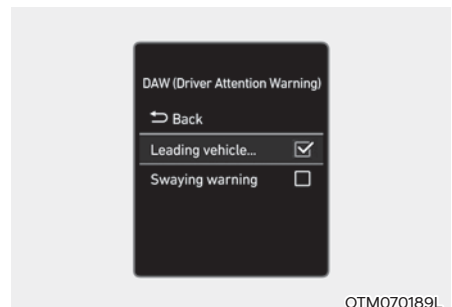 DAW (Driver Attention Warning)
Back
Leading vehicle...
Swaying warning
OTM070189L